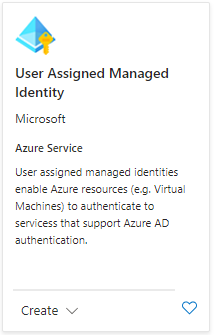 User Assigned Managed
Identity
Microsoft
Azure Service
User assigned managed identities
enable Azure resources (e.g. Virtual
Machines) to authenticate to
servicess that support Azure AD
authentication.
Create